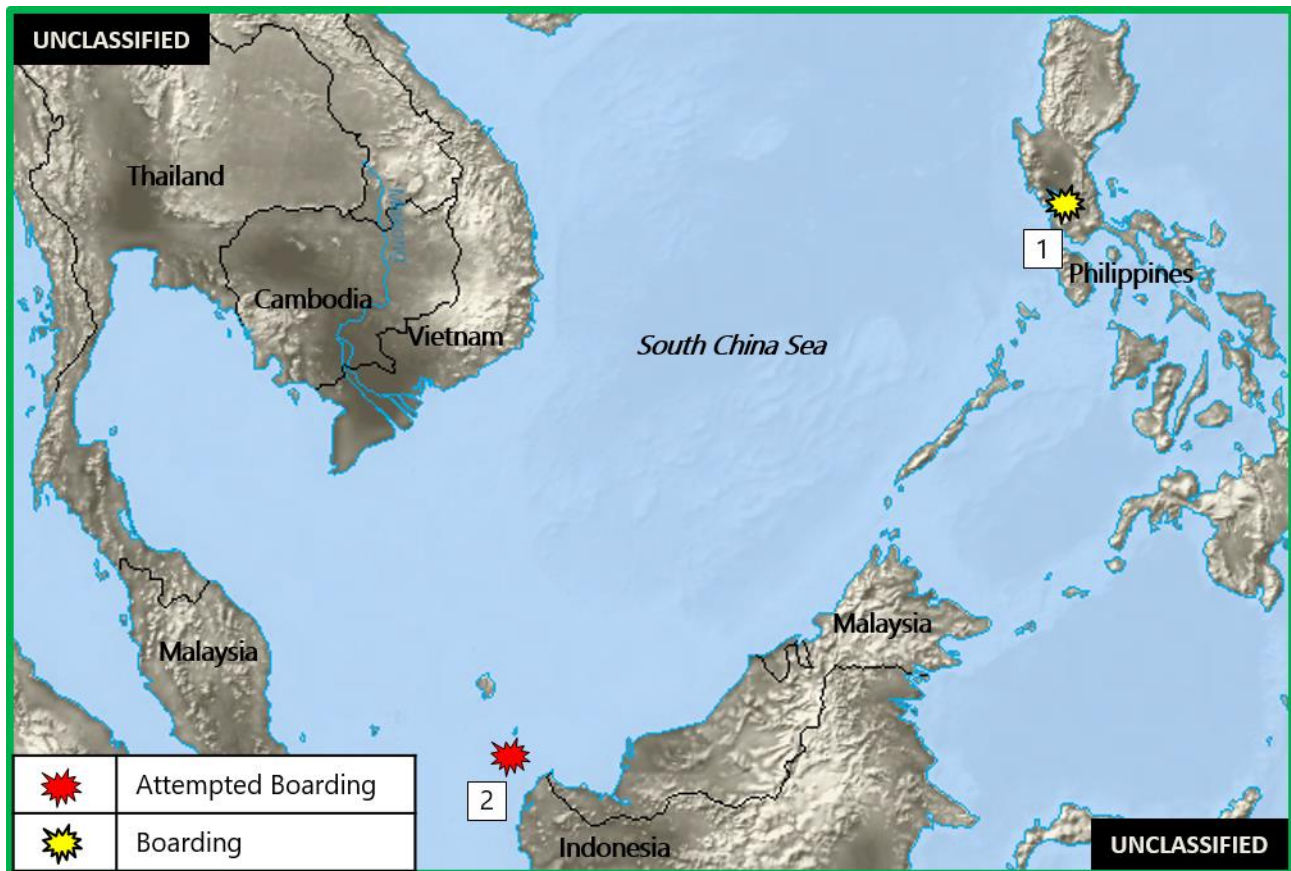 UNCLASSIFIED
Thailand
Cambodia
Vietnam
South China Sea
1
Philippines
Malaysia
Malaysia
2
Indonesia
Attempted Boarding
Boarding
UNCLASSIFIED